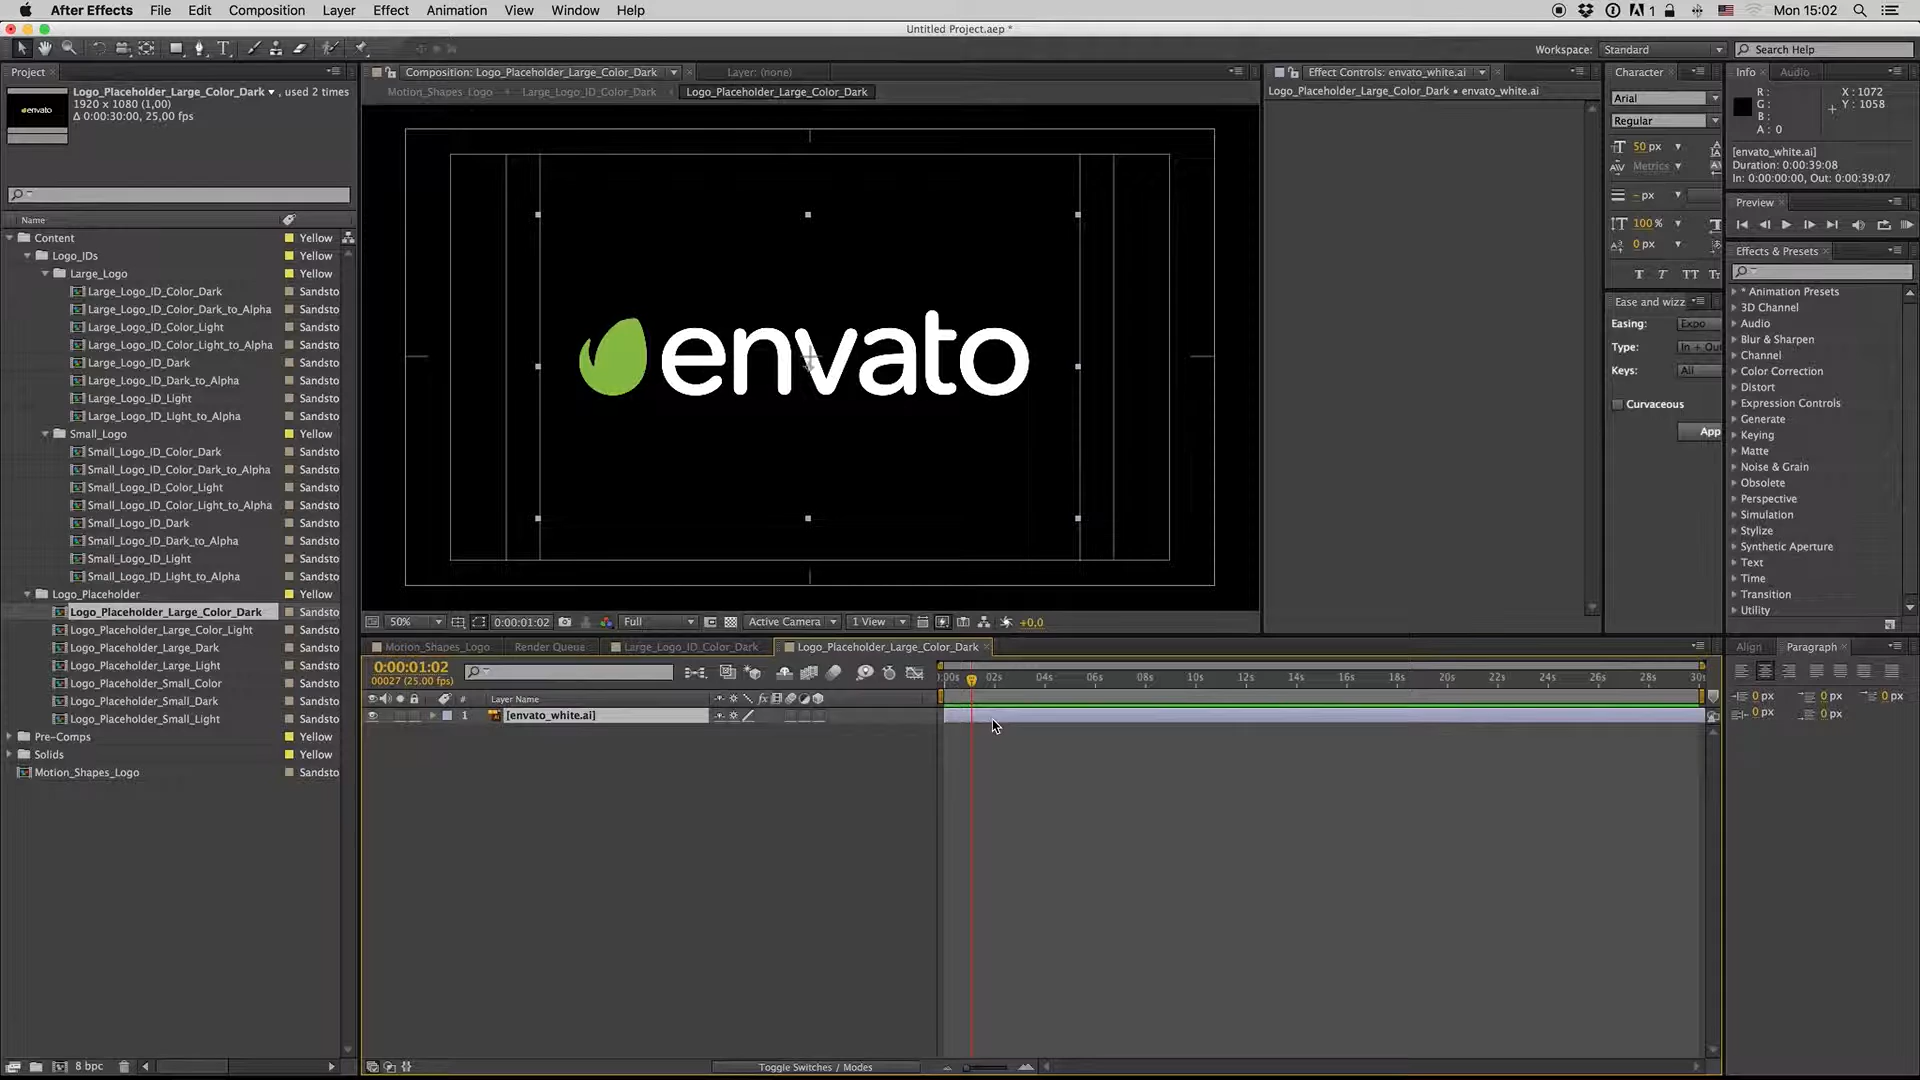 After Effects File Edit Composition Layer Effect Animation View Window Help 1 Mon 15:02
Untitled Project.aep *
Workspace: Standard Search Help
Project
Logo_Placeholder_Large_Color_Dark , used 2 times
1920 x 1080 (1,00)
Δ 0:00:30:00, 25,00 fps
envato
Name
Content Yellow
Logo_IDs Yellow
Large_Logo Yellow
Large_Logo_ID_Color_Dark Sandsto
Large_Logo_ID_Color_Dark_to_Alpha Sandsto
Large_Logo_ID_Color_Light Sandsto
Large_Logo_ID_Color_Light_to_Alpha Sandsto
Large_Logo_ID_Dark Sandsto
Large_Logo_ID_Dark_to_Alpha Sandsto
Large_Logo_ID_Light Sandsto
Large_Logo_ID_Light_to_Alpha Sandsto
Small_Logo Yellow
Small_Logo_ID_Color_Dark Sandsto
Small_Logo_ID_Color_Dark_to_Alpha Sandsto
Small_Logo_ID_Color_Light Sandsto
Small_Logo_ID_Color_Light_to_Alpha Sandsto
Small_Logo_ID_Dark Sandsto
Small_Logo_ID_Dark_to_Alpha Sandsto
Small_Logo_ID_Light Sandsto
Small_Logo_ID_Light_to_Alpha Sandsto
Logo_Placeholder Yellow
Logo_Placeholder_Large_Color_Dark Sandsto
Logo_Placeholder_Large_Color_Light Sandsto
Logo_Placeholder_Large_Dark Sandsto
Logo_Placeholder_Large_Light Sandsto
Logo_Placeholder_Small_Color Sandsto
Logo_Placeholder_Small_Dark Sandsto
Logo_Placeholder_Small_Light Sandsto
Pre-Comps Yellow
Solids Yellow
Motion_Shapes_Logo Sandsto
8 bpc
Composition: Logo_Placeholder_Large_Color_Dark Layer: (none)
Motion_Shapes_Logo Large_Logo_ID_Color_Dark Logo_Placeholder_Large_Color_Dark
envato
50% 0:00:01:02 Full Active Camera 1 View +0,0
Effect Controls: envato_white.ai
Logo_Placeholder_Large_Color_Dark • envato_white.ai
Character
Arial
Regular
50 px
Metrics
- px
100 %
0 px
T T TT
Ease and wizz
Easing: Expo
Type: In + Ou
Keys: All
Curvaceous
App
Info Audio
R:
G:
B:
A: 0
X: 1072
Y: 1058
[envato_white.ai]
Duration: 0:00:39:08
In: 0:00:00:00, Out: 0:00:39:07
Preview
Effects & Presets
* Animation Presets
3D Channel
Audio
Blur & Sharpen
Channel
Color Correction
Distort
Expression Controls
Generate
Keying
Matte
Noise & Grain
Obsolete
Perspective
Simulation
Stylize
Synthetic Aperture
Text
Time
Transition
Utility
Motion_Shapes_Logo Render Queue Large_Logo_ID_Color_Dark Logo_Placeholder_Large_Color_Dark
0:00:01:02
00027 (25.00 fps)
:00s 02s 04s 06s 08s 10s 12s 14s 16s 18s 20s 22s 24s 26s 28s 30s
# Layer Name fx
1 [envato_white.ai]
Toggle Switches / Modes
Align Paragraph
0 px 0 px 0 px
0 px 0 px